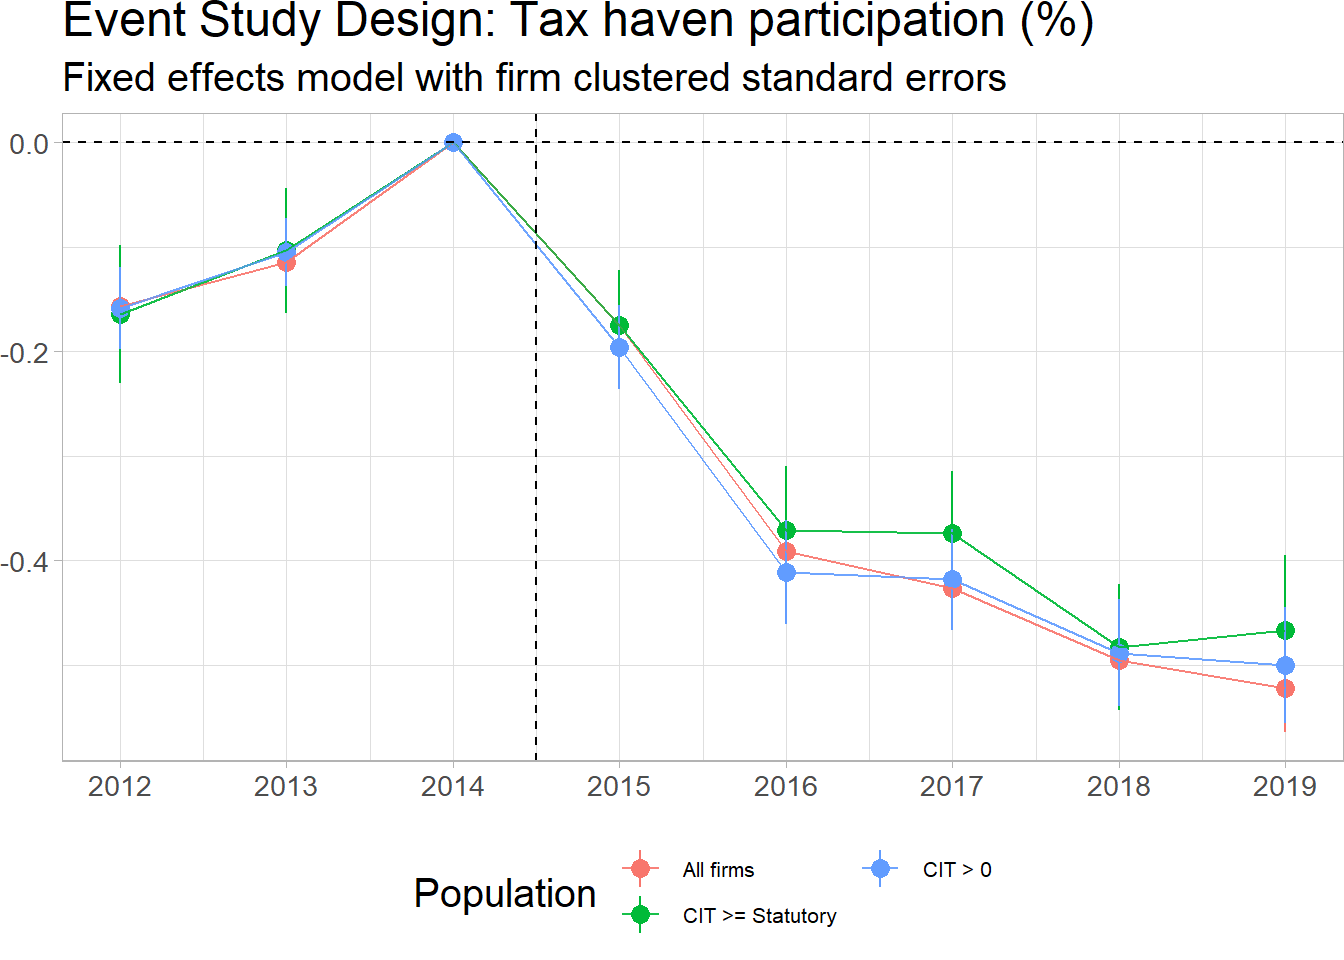 Event Study Design: Tax haven participation (%)
Fixed effects model with firm clustered standard errors
0.0
-0.2
-0.4
2012 2013 2014 2015 2016 2017 2018 2019
Population
All firms
CIT > 0
CIT >= Statutory